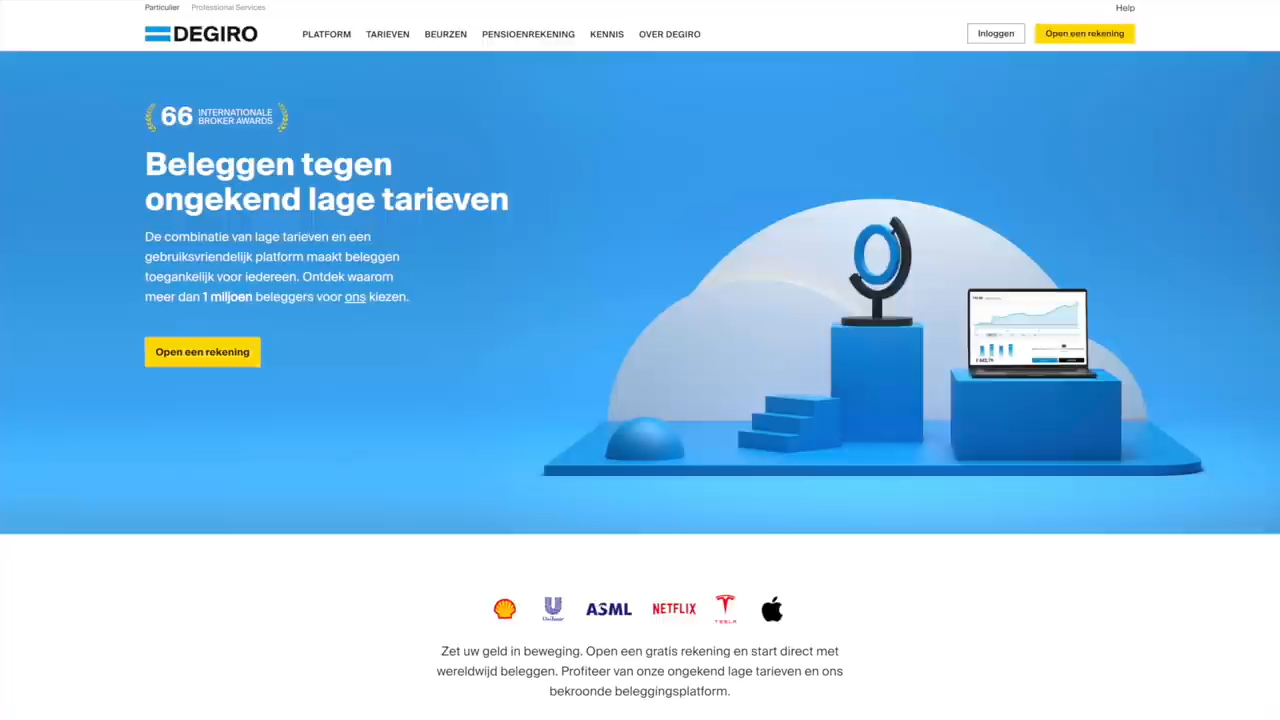 Particulier Professional Services Help
DEGIRO PLATFORM TARIEVEN BEURZEN PENSIOENREKENING KENNIS OVER DEGIRO Inloggen Open een rekening
66 INTERNATIONALE
BROKER AWARDS
Beleggen tegen
ongekend lage tarieven
De combinatie van lage tarieven en een
gebruiksvriendelijk platform maakt beleggen
toegankelijk voor iedereen. Ontdek waarom
meer dan 1 miljoen beleggers voor ons kiezen.
Open een rekening
Unilever ASML NETFLIX TESLA
Zet uw geld in beweging. Open een gratis rekening en start direct met
wereldwijd beleggen. Profiteer van onze ongekend lage tarieven en ons
bekroonde beleggingsplatform.